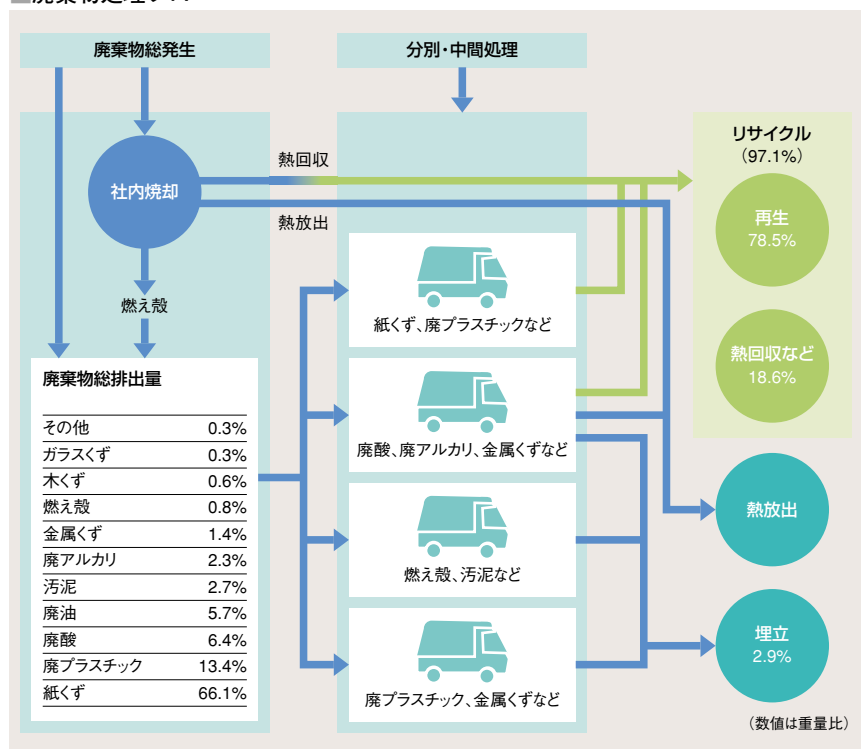 廃棄物総発生
分別・中間処理
社内焼却
熱回収
熱放出
燃え殻
廃棄物総排出量
その他 0.3%
ガラスくず 0.3%
木くず 0.6%
燃え殻 0.8%
金属くず 1.4%
廃アルカリ 2.3%
汚泥 2.7%
廃油 5.7%
廃酸 6.4%
廃プラスチック 13.4%
紙くず 66.1%
紙くず、廃プラスチックなど
廃酸、廃アルカリ、金属くずなど
燃え殻、汚泥など
廃プラスチック、金属くずなど
リサイクル
(97.1%)
再生
78.5%
熱回収など
18.6%
熱放出
埋立
2.9%
(数値は重量比)